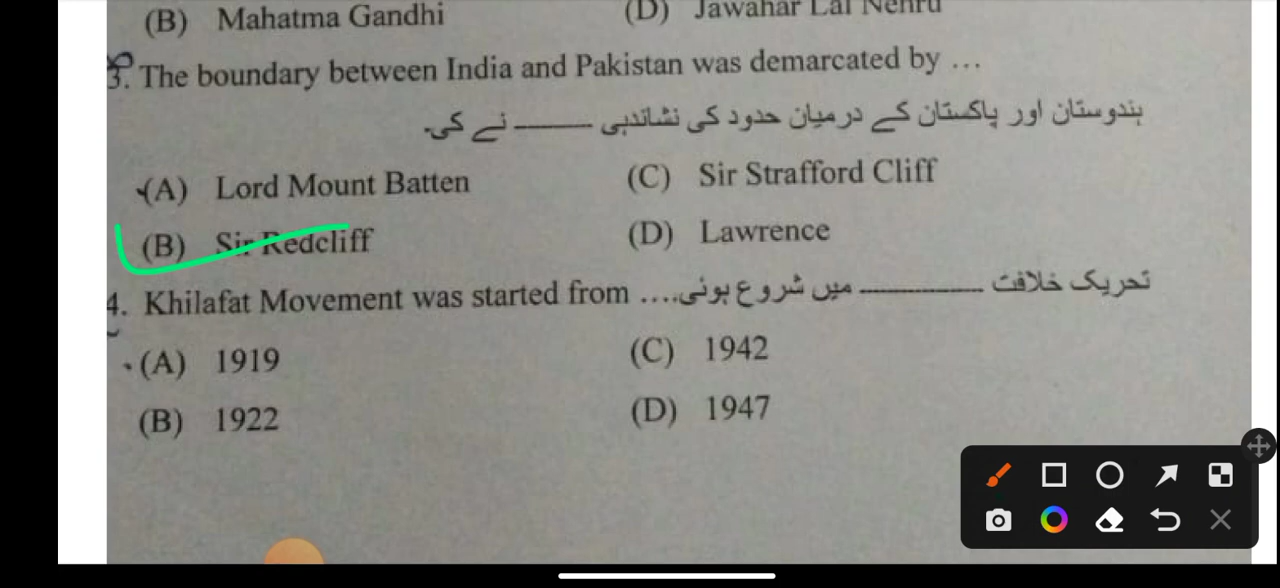 (B) Mahatma Gandhi (D) Jawahar Lal Nehru
3. The boundary between India and Pakistan was demarcated by ...
ہندوستان اور پاکستان کے درمیان حدود کی نشاندہی ——— نے کی۔
(A) Lord Mount Batten (C) Sir Strafford Cliff
(B) Sir Redcliff (D) Lawrence
4. Khilafat Movement was started from .... تحریک خلافت ——— میں شروع ہوئی
(A) 1919 (C) 1942
(B) 1922 (D) 1947